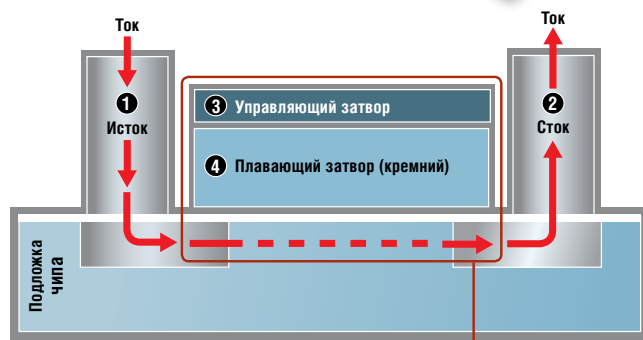 Ток
Ток
1
Исток
2
Сток
3 Управляющий затвор
4 Плавающий затвор (кремний)
Подложка
чипа